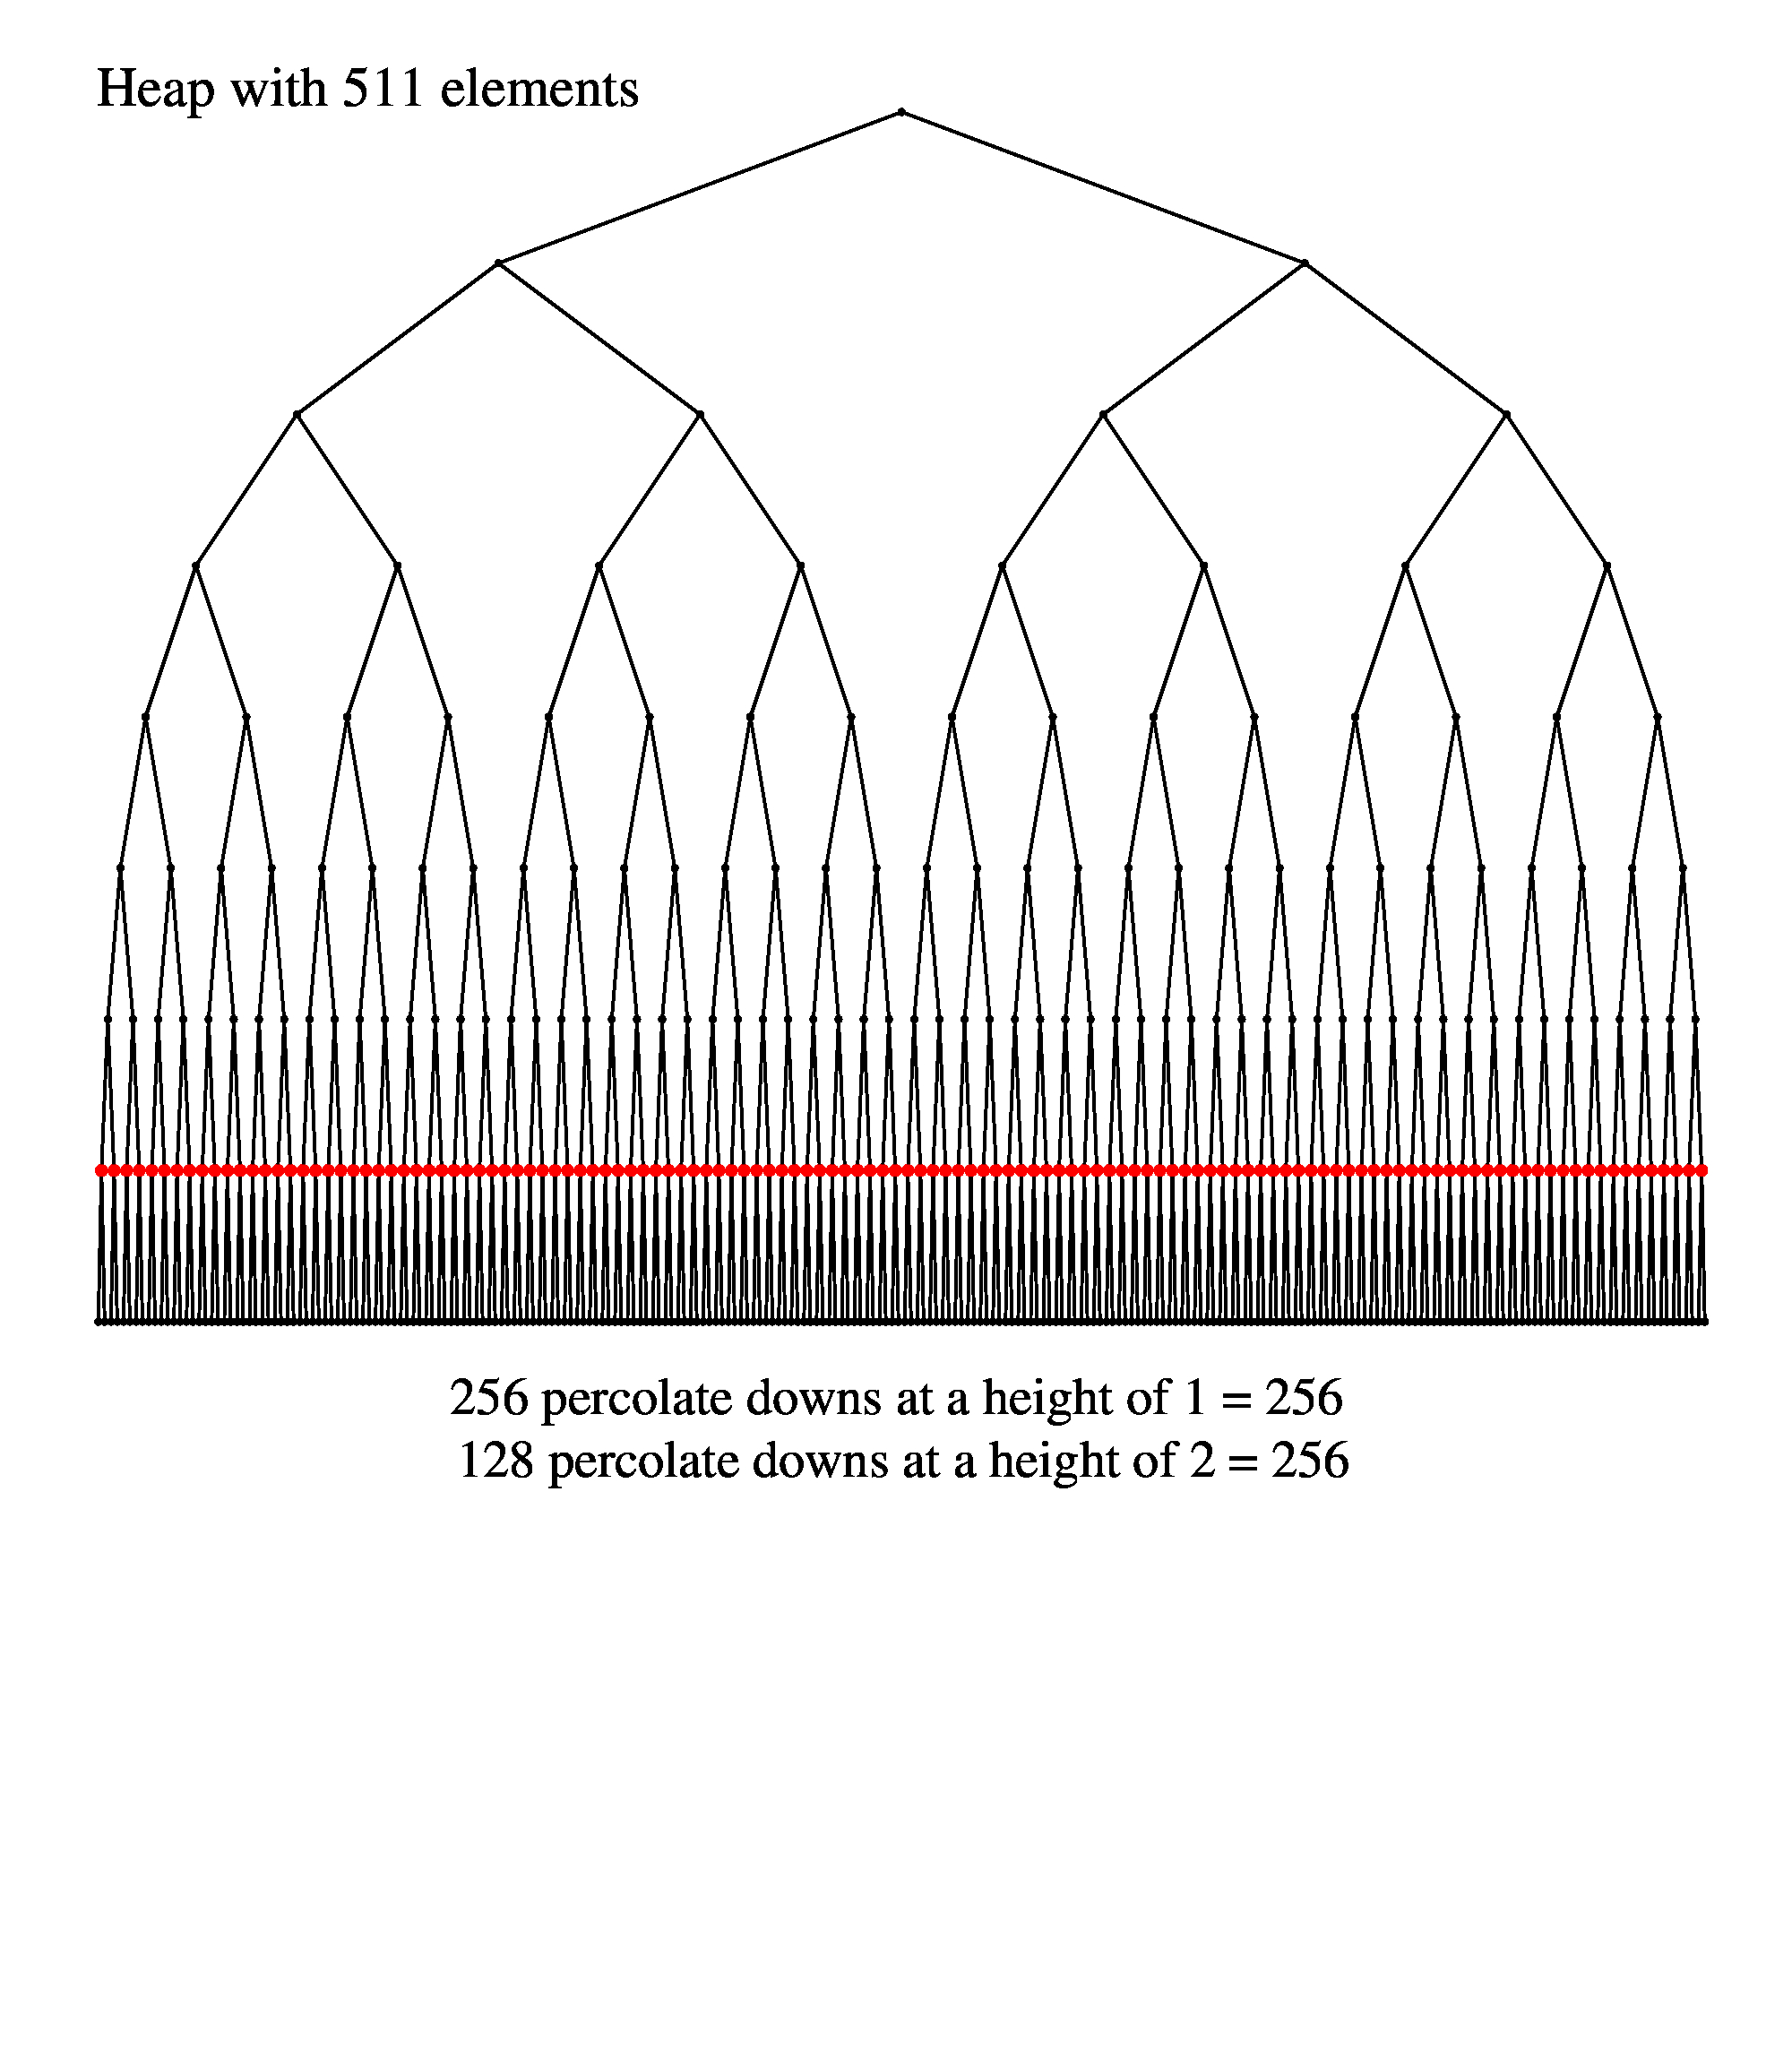 Heap with 511 elements
256 percolate downs at a height of 1 = 256
128 percolate downs at a height of 2 = 256